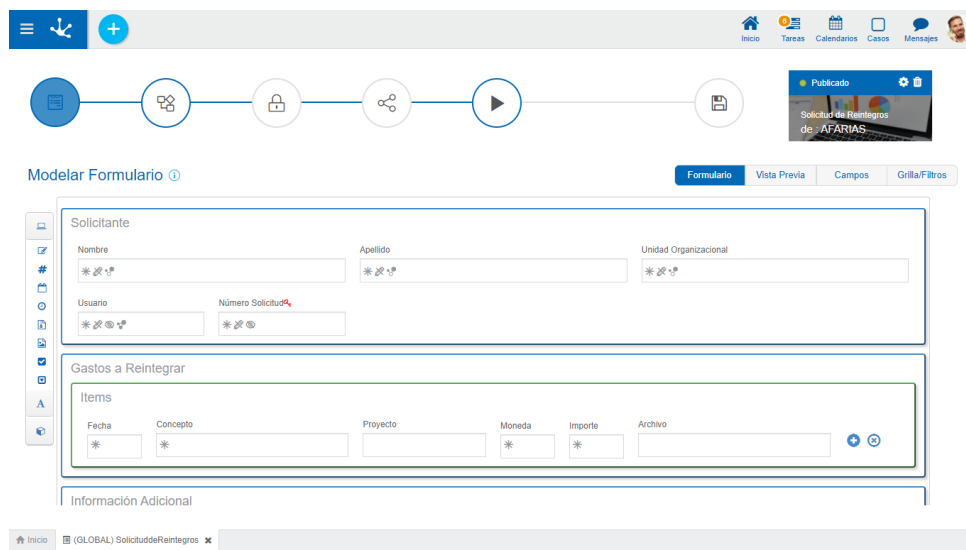 0
Inicio Tareas Calendarios Casos Mensajes
Publicado
Solicitud de Reintegros
de : AFARIAS
Modelar Formulario
Formulario Vista Previa Campos Grilla/Filtros
Solicitante
Nombre Apellido Unidad Organizacional
Usuario Número Solicitud
Gastos a Reintegrar
Items
Fecha Concepto Proyecto Moneda Importe Archivo
Información Adicional
Inicio (GLOBAL) SolicituddeReintegros